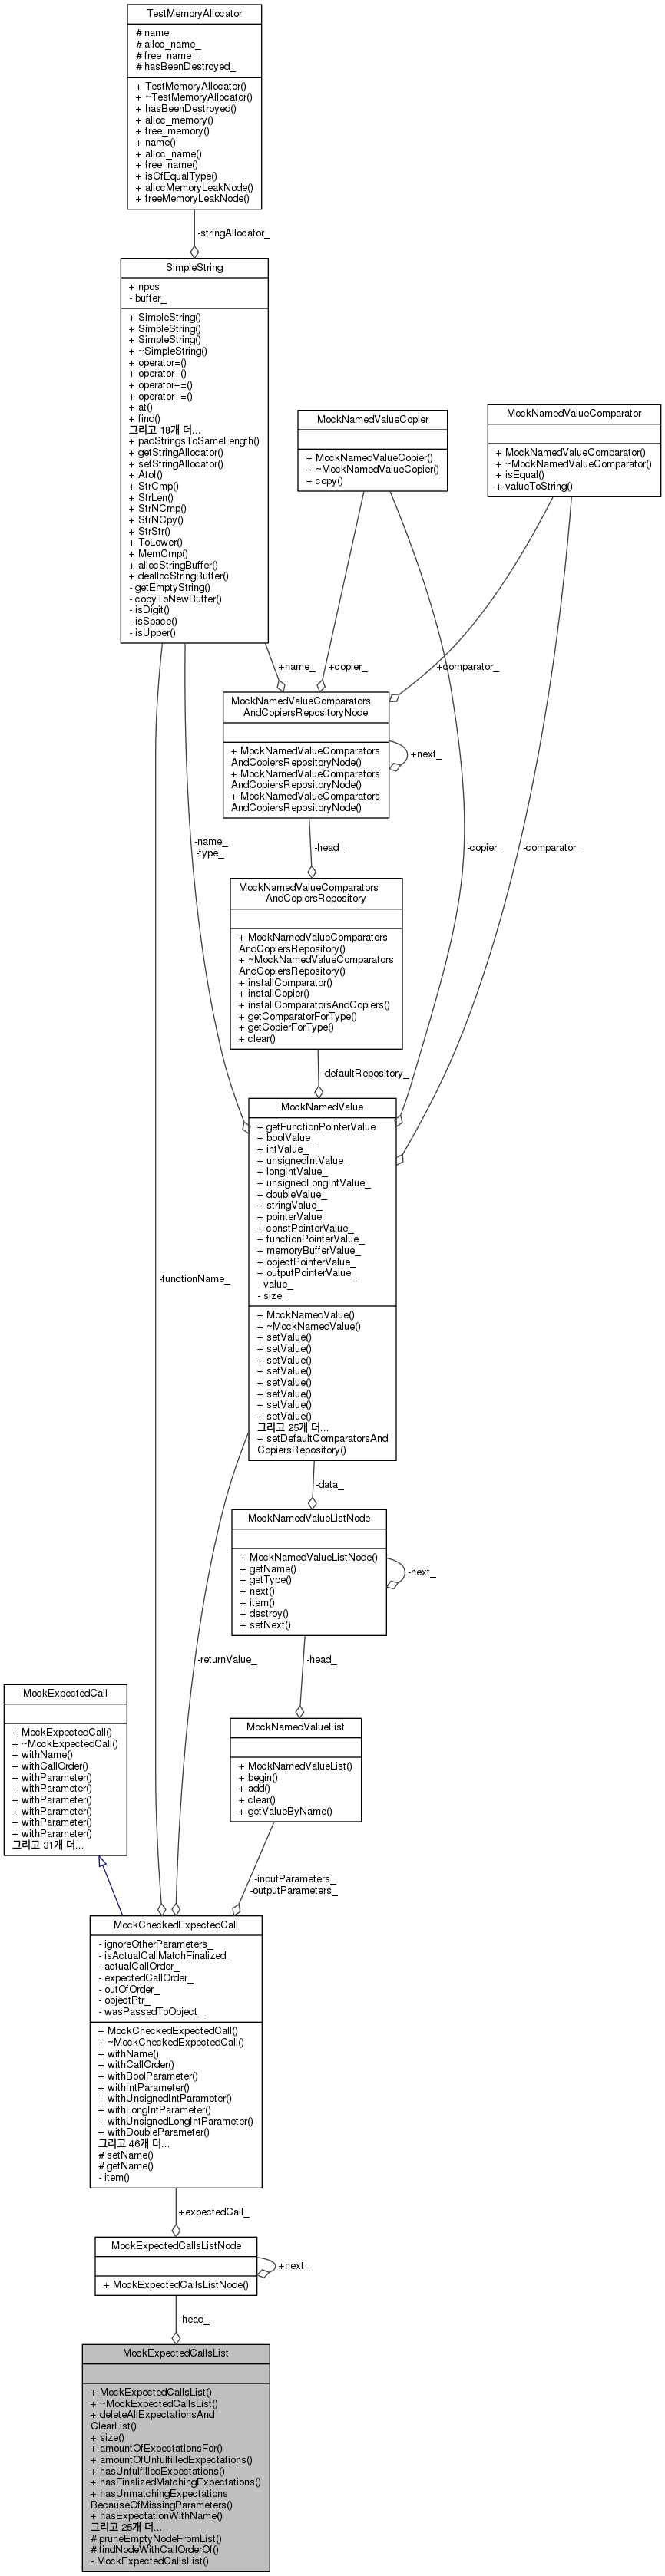 TestMemoryAllocator
# name_
# alloc_name_
# free_name_
# hasBeenDestroyed_
+ TestMemoryAllocator()
+ ~TestMemoryAllocator()
+ hasBeenDestroyed()
+ alloc_memory()
+ free_memory()
+ name()
+ alloc_name()
+ free_name()
+ isOfEqualType()
+ allocMemoryLeakNode()
+ freeMemoryLeakNode()
-stringAllocator_
SimpleString
+ npos
- buffer_
+ SimpleString()
+ SimpleString()
+ SimpleString()
+ ~SimpleString()
+ operator=()
+ operator+()
+ operator+=()
+ operator+=()
+ at()
+ find()
그리고 18개 더...
+ padStringsToSameLength()
+ getStringAllocator()
+ setStringAllocator()
+ AtoI()
+ StrCmp()
+ StrLen()
+ StrNCmp()
+ StrNCpy()
+ StrStr()
+ ToLower()
+ MemCmp()
+ allocStringBuffer()
+ deallocStringBuffer()
- getEmptyString()
- copyToNewBuffer()
- isDigit()
- isSpace()
- isUpper()
MockNamedValueCopier
+ MockNamedValueCopier()
+ ~MockNamedValueCopier()
+ copy()
MockNamedValueComparator
+ MockNamedValueComparator()
+ ~MockNamedValueComparator()
+ isEqual()
+ valueToString()
+name_
+copier_
+comparator_
MockNamedValueComparators
AndCopiersRepositoryNode
+ MockNamedValueComparators
AndCopiersRepositoryNode()
+ MockNamedValueComparators
AndCopiersRepositoryNode()
+ MockNamedValueComparators
AndCopiersRepositoryNode()
+next_
-name_
-type_
-head_
-copier_
-comparator_
MockNamedValueComparators
AndCopiersRepository
+ MockNamedValueComparators
AndCopiersRepository()
+ ~MockNamedValueComparators
AndCopiersRepository()
+ installComparator()
+ installCopier()
+ installComparatorsAndCopiers()
+ getComparatorForType()
+ getCopierForType()
+ clear()
-defaultRepository_
MockNamedValue
+ getFunctionPointerValue
+ boolValue_
+ intValue_
+ unsignedIntValue_
+ longIntValue_
+ unsignedLongIntValue_
+ doubleValue_
+ stringValue_
+ pointerValue_
+ constPointerValue_
+ functionPointerValue_
+ memoryBufferValue_
+ objectPointerValue_
+ outputPointerValue_
- value_
- size_
+ MockNamedValue()
+ ~MockNamedValue()
+ setValue()
+ setValue()
+ setValue()
+ setValue()
+ setValue()
+ setValue()
+ setValue()
+ setValue()
그리고 25개 더...
+ setDefaultComparatorsAnd
CopiersRepository()
-functionName_
-data_
MockNamedValueListNode
+ MockNamedValueListNode()
+ getName()
+ getType()
+ next()
+ item()
+ destroy()
+ setNext()
-next_
-returnValue_
-head_
MockNamedValueList
+ MockNamedValueList()
+ begin()
+ add()
+ clear()
+ getValueByName()
MockExpectedCall
+ MockExpectedCall()
+ ~MockExpectedCall()
+ withName()
+ withCallOrder()
+ withParameter()
+ withParameter()
+ withParameter()
+ withParameter()
+ withParameter()
+ withParameter()
그리고 31개 더...
-inputParameters_
-outputParameters_
MockCheckedExpectedCall
- ignoreOtherParameters_
- isActualCallMatchFinalized_
- actualCallOrder_
- expectedCallOrder_
- outOfOrder_
- objectPtr_
- wasPassedToObject_
+ MockCheckedExpectedCall()
+ ~MockCheckedExpectedCall()
+ withName()
+ withCallOrder()
+ withBoolParameter()
+ withIntParameter()
+ withUnsignedIntParameter()
+ withLongIntParameter()
+ withUnsignedLongIntParameter()
+ withDoubleParameter()
그리고 46개 더...
# setName()
# getName()
- item()
+expectedCall_
MockExpectedCallsListNode
+ MockExpectedCallsListNode()
+next_
-head_
MockExpectedCallsList
+ MockExpectedCallsList()
+ ~MockExpectedCallsList()
+ deleteAllExpectationsAnd
ClearList()
+ size()
+ amountOfExpectationsFor()
+ amountOfUnfulfilledExpectations()
+ hasUnfulfilledExpectations()
+ hasFinalizedMatchingExpectations()
+ hasUnmatchingExpectations
BecauseOfMissingParameters()
+ hasExpectationWithName()
그리고 25개 더...
# pruneEmptyNodeFromList()
# findNodeWithCallOrderOf()
- MockExpectedCallsList()